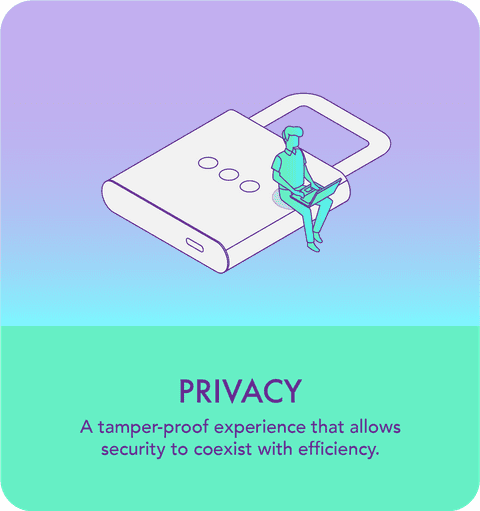 PRIVACY
A tamper-proof experience that allows
security to coexist with efficiency.